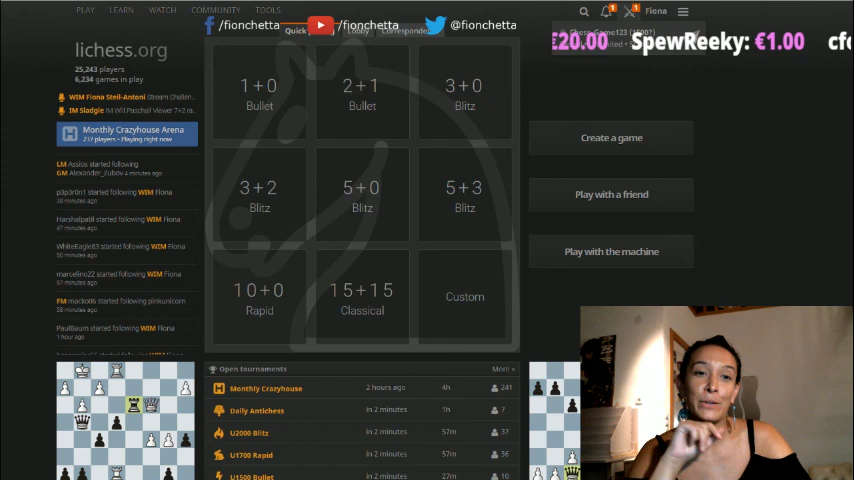 PLAY LEARN WATCH COMMUNITY TOOLS
1 1 Fiona
/fionchetta /fionchetta @fionchetta
€20.00 SpewReeky: €1.00 cfc
lichess.org
25,243 players
6,234 games in play
WIM Fiona Steil-Antoni Stream Challen..
IM Sladgie IM Will Paschall Viewer 7+2 ra..
Monthly Crazyhouse Arena
237 players • Playing right now
LM Assios started following
GM Alexander_Zubov 4 minutes ago
p3p3r0n1 started following WIM Fiona
38 minutes ago
Harshalpatil started following WIM Fiona
47 minutes ago
WhiteEagle83 started following WIM Fiona
50 minutes ago
marcelino22 started following WIM Fiona
57 minutes ago
FM macko06 started following pinkunicorn
58 minutes ago
PaulBaum started following WIM Fiona
1 hour ago
Quick Lobby Corresponde
1+0
Bullet
2+1
Bullet
3+0
Blitz
3+2
Blitz
5+0
Blitz
5+3
Blitz
10+0
Rapid
15+15
Classical
Custom
Create a game
Play with a friend
Play with the machine
Open tournaments More »
Monthly Crazyhouse 2 hours ago 4h 241
Daily Antichess in 2 minutes 1h 7
U2000 Blitz in 2 minutes 57m 37
U1700 Rapid in 2 minutes 57m 36
U1500 Bullet in 2 minutes 27m 10